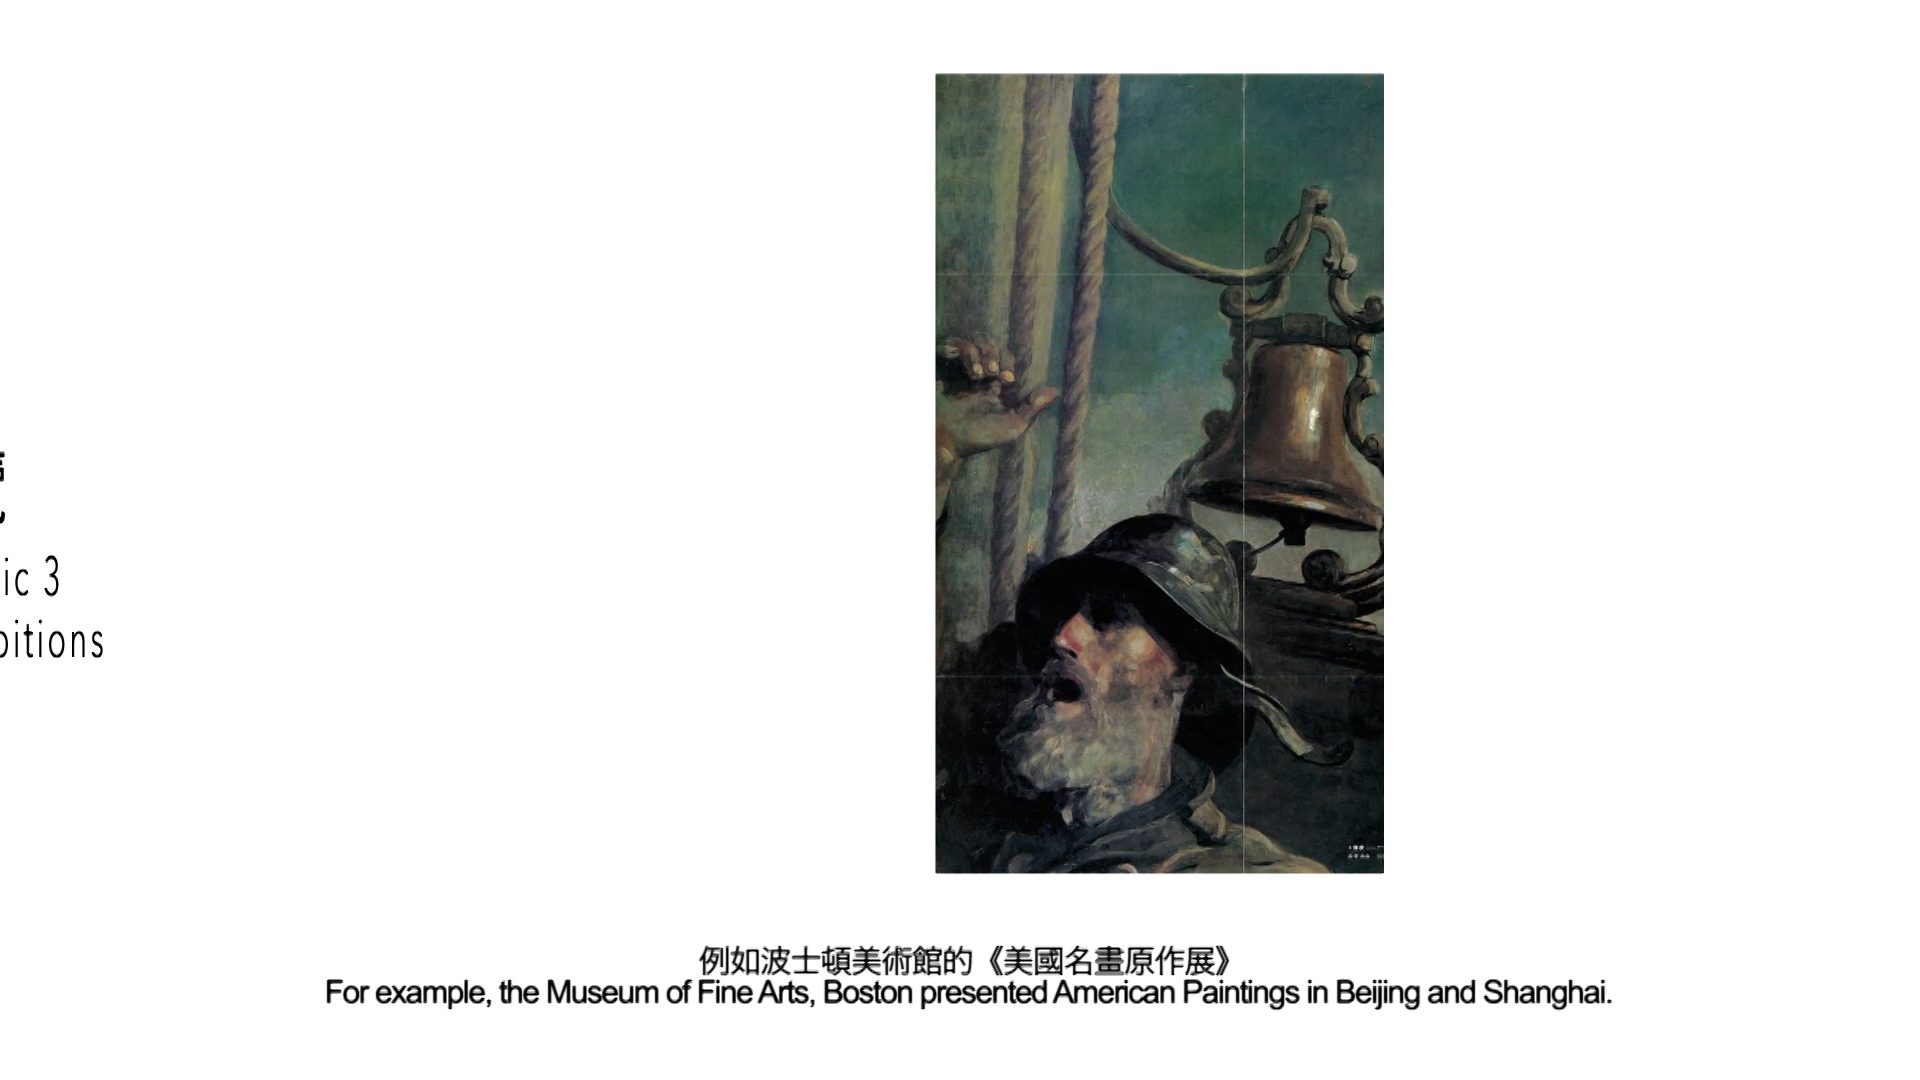 ic 3
bitions
例如波士頓美術館的《美國名畫原作展》
For example, the Museum of Fine Arts, Boston presented American Paintings in Beijing and Shanghai.